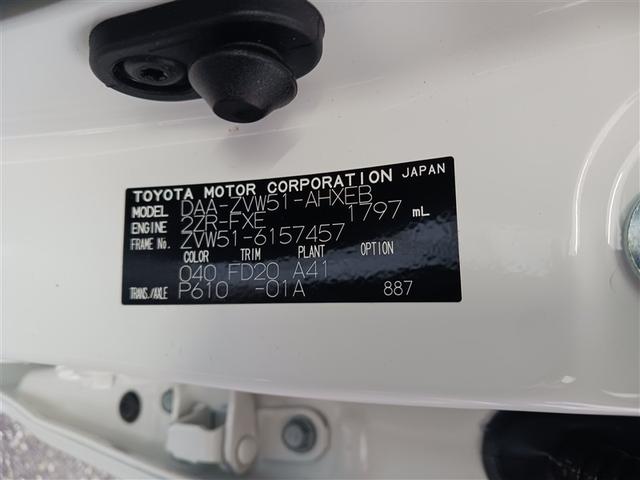 TOYOTA MOTOR CORPORATION JAPAN
MODEL DAA-ZVW51-AHXEB
ENGINE 2ZR-FXE 1797 mL
FRAME No. ZVW51-6157457
COLOR TRIM PLANT OPTION
040 FD20 A41
TRANS./AXLE P610 -01A 887